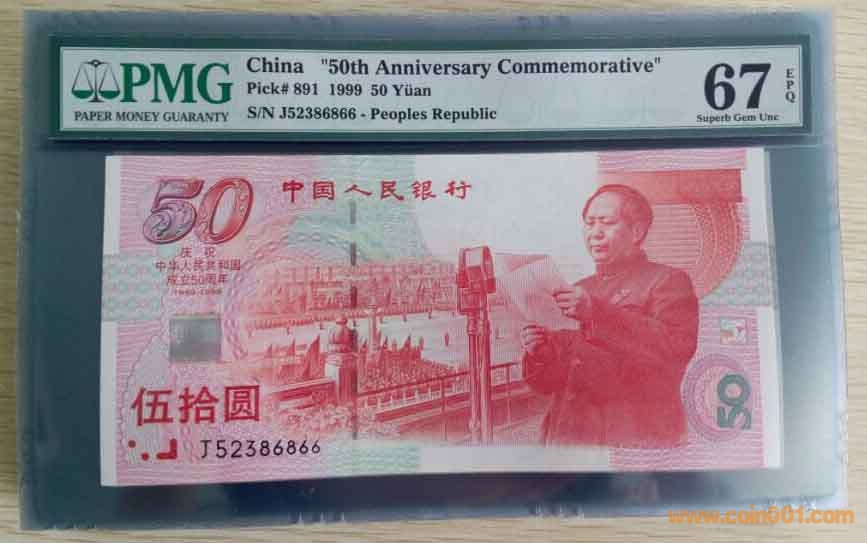 PMG
PAPER MONEY GUARANTY
China "50th Anniversary Commemorative"
Pick# 891 1999 50 Yüan
S/N J52386866 - Peoples Republic
67
EPQ
Superb Gem Unc
50
中国人民银行
庆祝
中华人民共和国
成立50周年
1949-1999
伍拾圆
J52386866
50
www.coin001.com